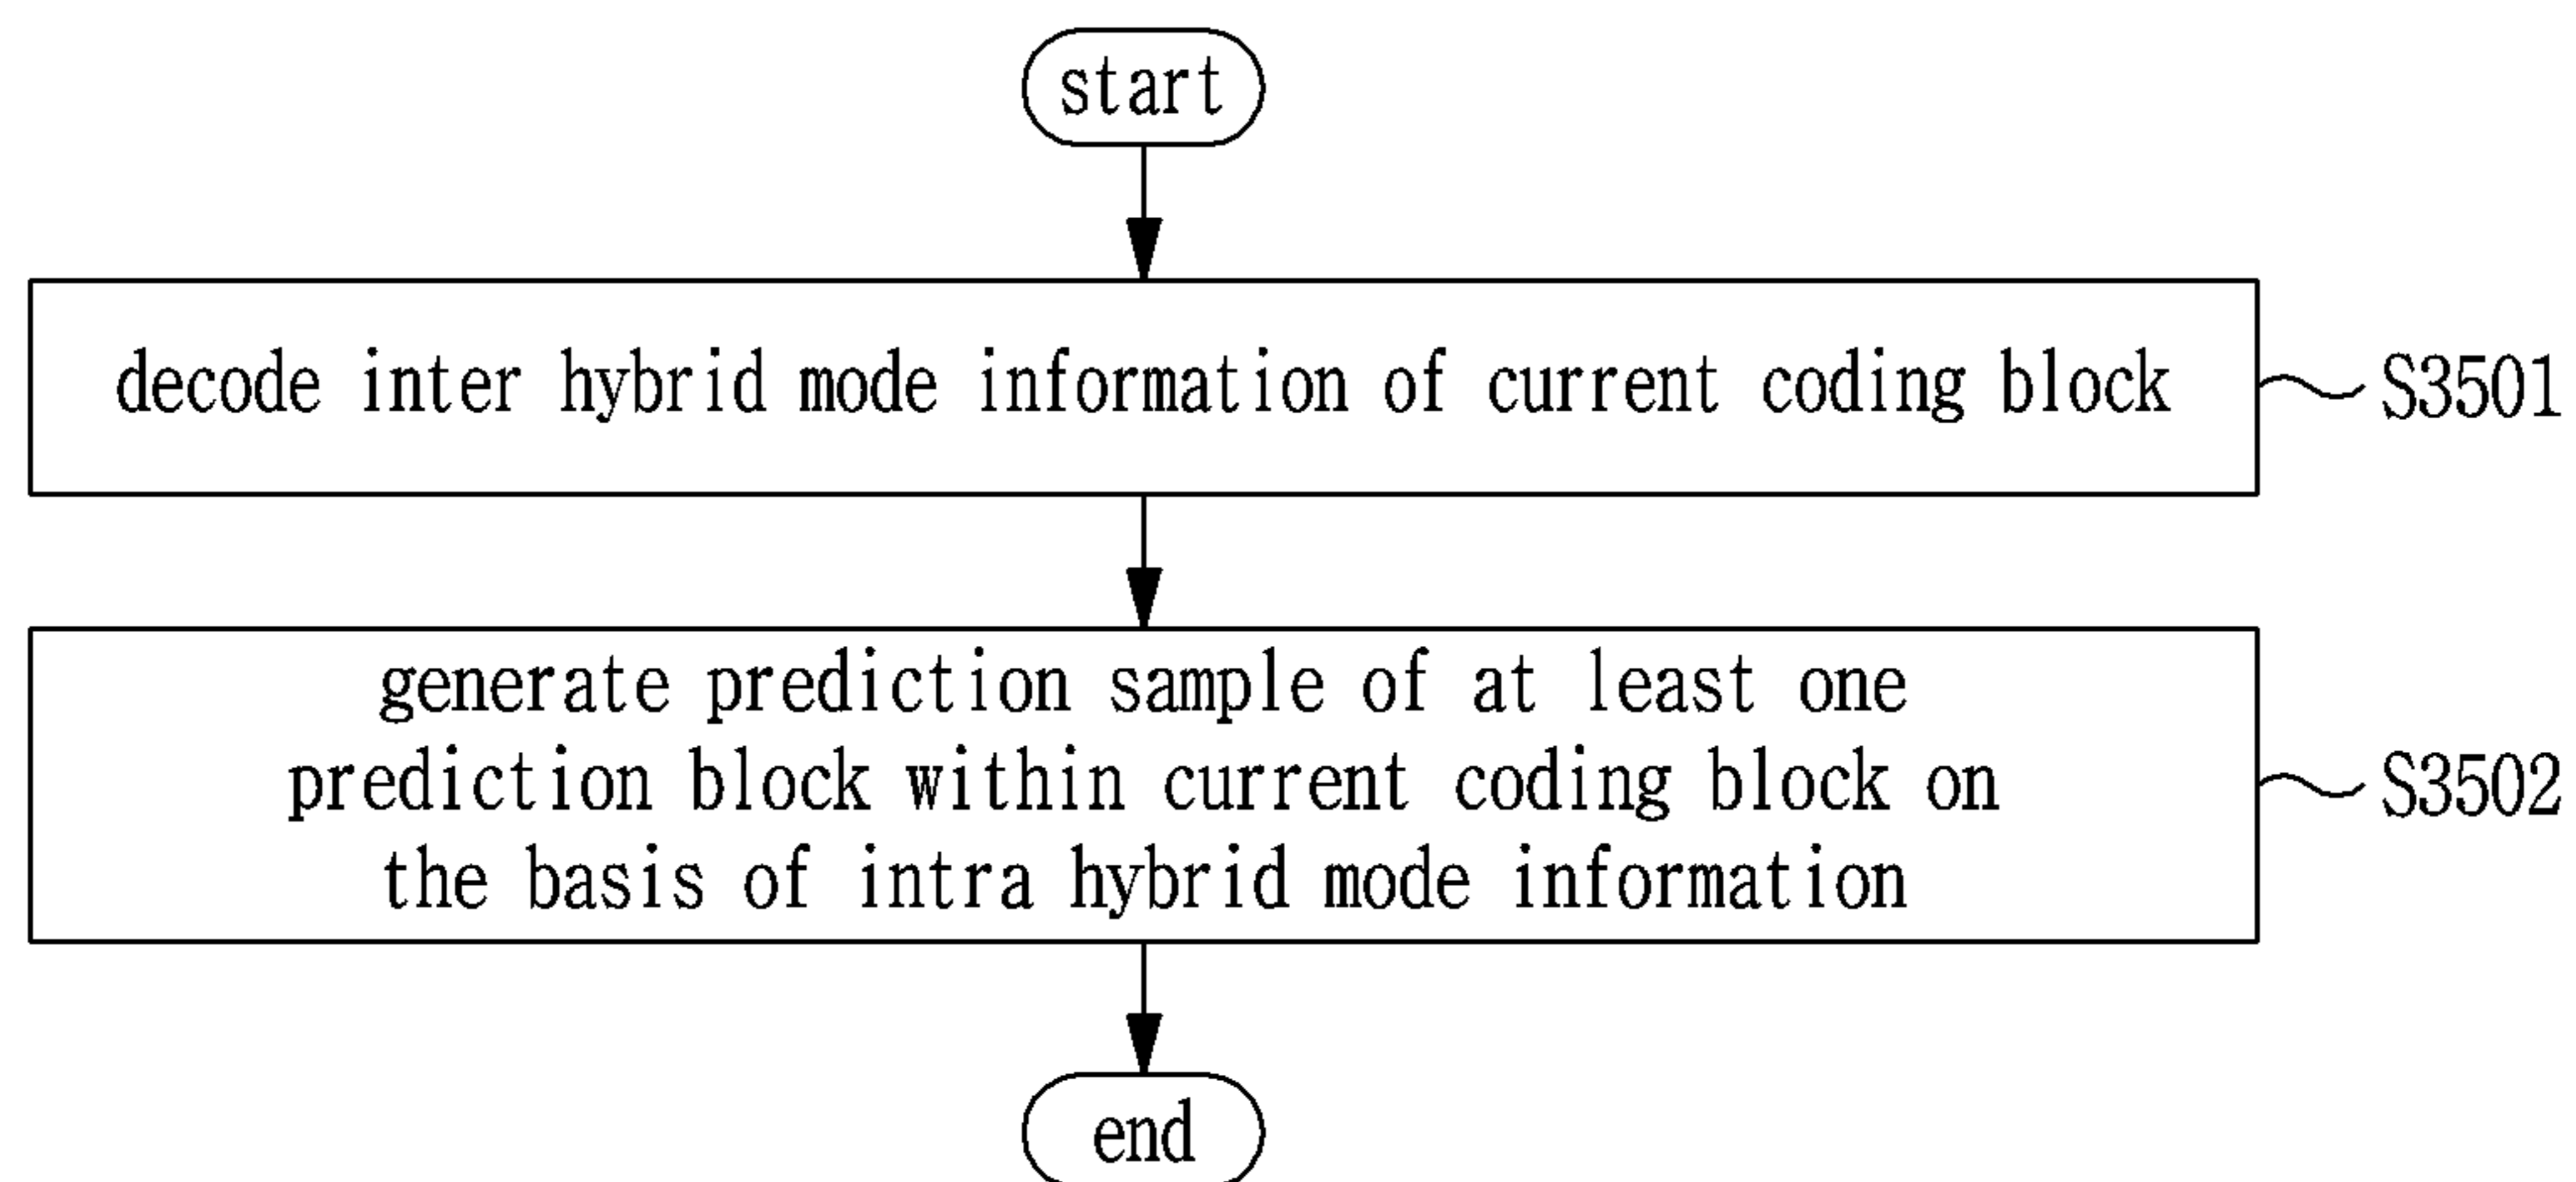 start
decode inter hybrid mode information of current coding block
S3501
generate prediction sample of at least one
prediction block within current coding block on
the basis of intra hybrid mode information
S3502
end